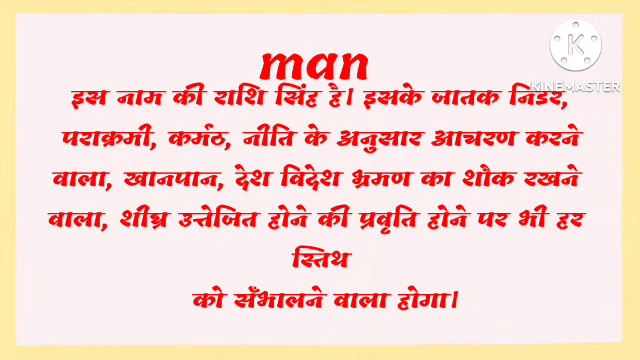 man
KINEMASTER
इस नाम की राशि सिंह है। इसके जातक निडर,
पराक्रमी, कर्मठ, नीति के अनुसार आचरण करने
वाला, खानपान, देश विदेश भ्रमण का शौक रखने
वाला, शीघ्र उत्तेजित होने की प्रवृति होने पर भी हर
स्तिथ
को सँभालने वाला होगा।